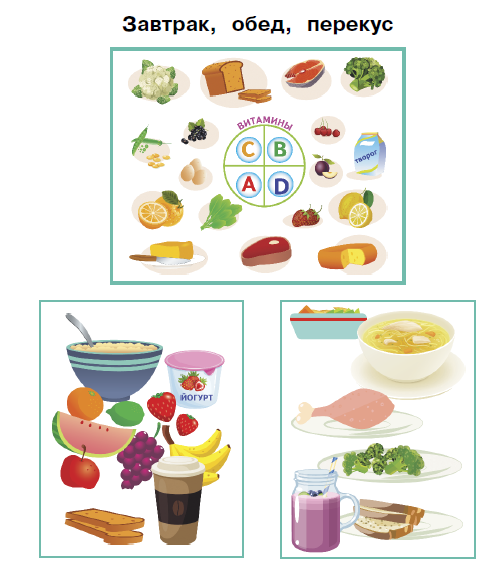 Завтрак, обед, перекус
ВИТАМИНЫ
С В
А D
творог
ЙОГУРТ